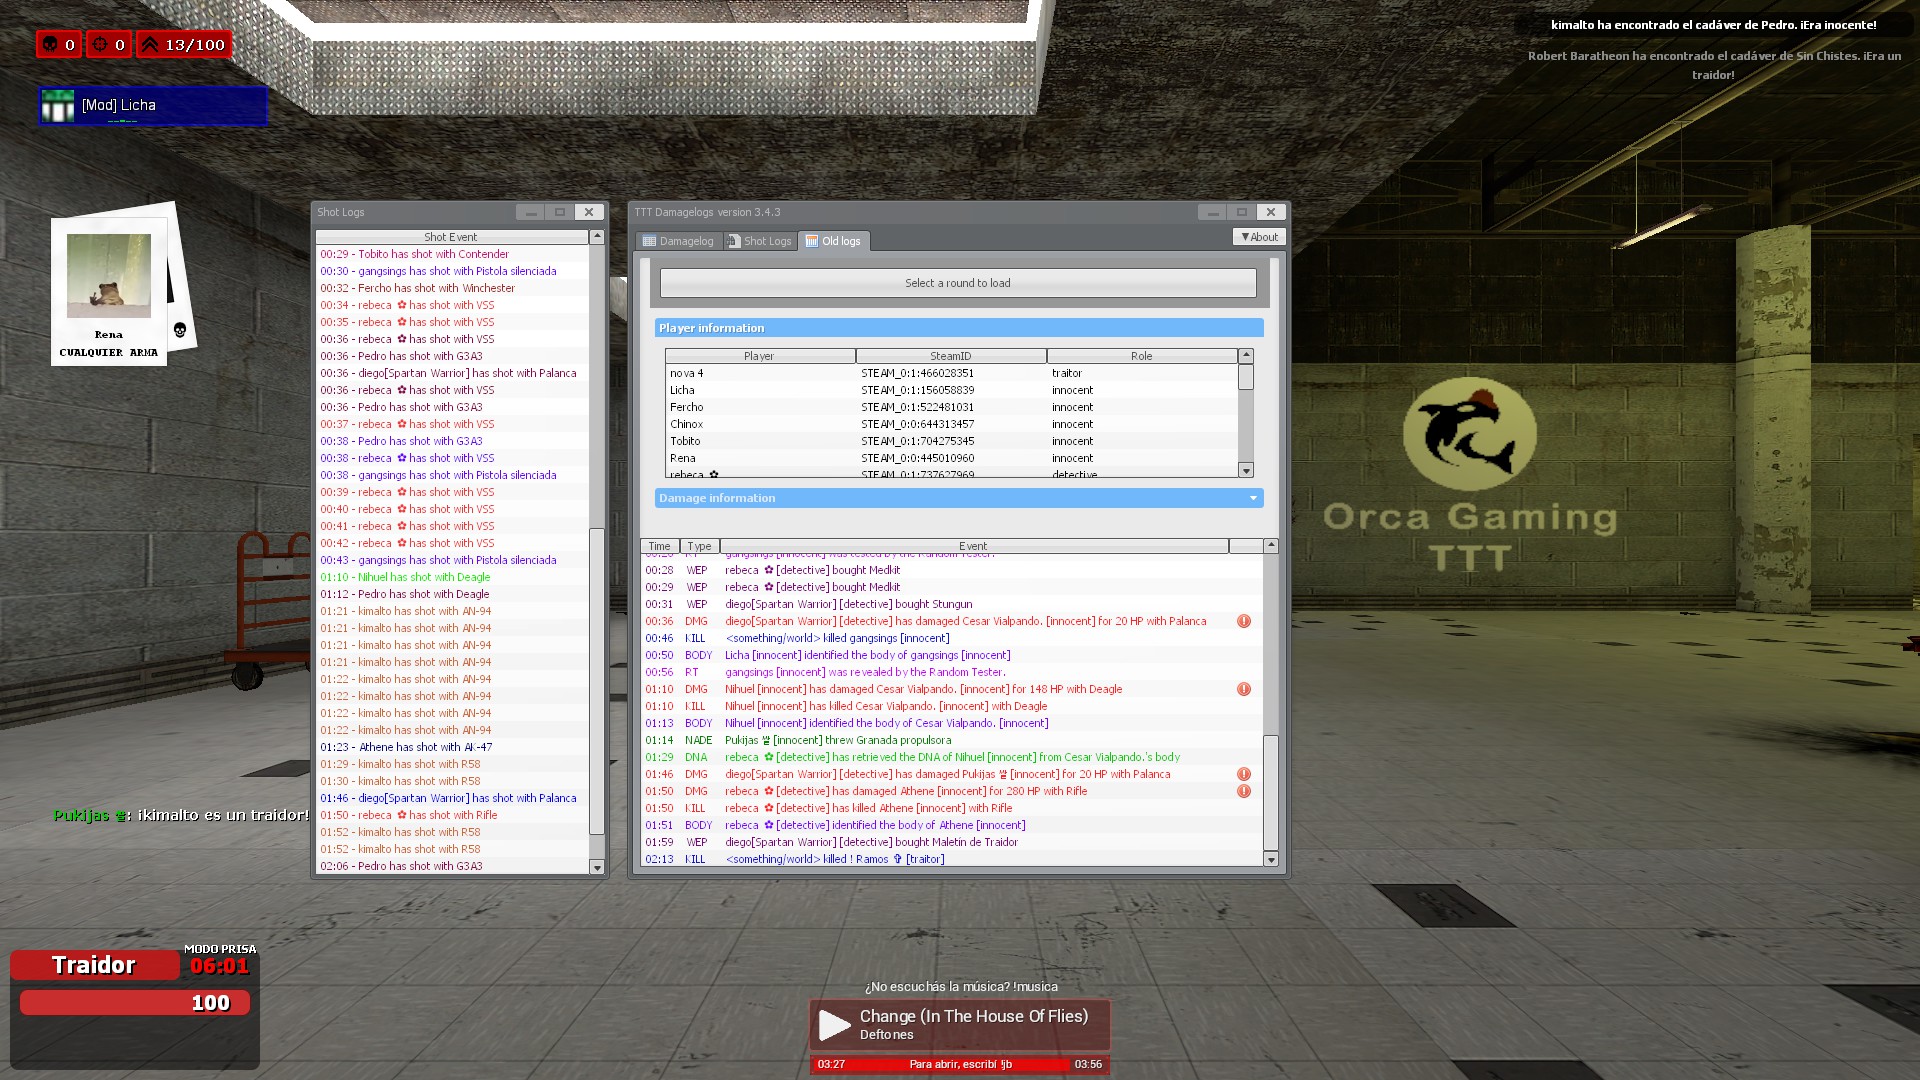 0
0
13/100
[Mod] Licha
kimalto ha encontrado el cadáver de Pedro. ¡Era inocente!
Robert Baratheon ha encontrado el cadáver de Sin Chistes. ¡Era un
traidor!
Rena
CUALQUIER ARMA
Shot Logs
Shot Event
00:29 - Tobito has shot with Contender
00:30 - gangsings has shot with Pistola silenciada
00:32 - Fercho has shot with Winchester
00:34 - rebeca ✿ has shot with VSS
00:35 - rebeca ✿ has shot with VSS
00:36 - rebeca ✿ has shot with VSS
00:36 - Pedro has shot with G3A3
00:36 - diego[Spartan Warrior] has shot with Palanca
00:36 - rebeca ✿ has shot with VSS
00:36 - Pedro has shot with G3A3
00:37 - rebeca ✿ has shot with VSS
00:38 - Pedro has shot with G3A3
00:38 - rebeca ✿ has shot with VSS
00:38 - gangsings has shot with Pistola silenciada
00:39 - rebeca ✿ has shot with VSS
00:40 - rebeca ✿ has shot with VSS
00:41 - rebeca ✿ has shot with VSS
00:42 - rebeca ✿ has shot with VSS
00:43 - gangsings has shot with Pistola silenciada
01:10 - Nihuel has shot with Deagle
01:12 - Pedro has shot with Deagle
01:21 - kimalto has shot with AN-94
01:21 - kimalto has shot with AN-94
01:21 - kimalto has shot with AN-94
01:21 - kimalto has shot with AN-94
01:22 - kimalto has shot with AN-94
01:22 - kimalto has shot with AN-94
01:22 - kimalto has shot with AN-94
01:22 - kimalto has shot with AN-94
01:23 - Athene has shot with AK-47
01:29 - kimalto has shot with R58
01:30 - kimalto has shot with R58
01:46 - diego[Spartan Warrior] has shot with Palanca
01:50 - rebeca ✿ has shot with Rifle
01:52 - kimalto has shot with R58
01:52 - kimalto has shot with R58
02:06 - Pedro has shot with G3A3
TTT Damagelogs version 3.4.3
Damagelog Shot Logs Old logs
▼About
Select a round to load
Player information
Player SteamID Role
nova 4 STEAM_0:1:466028351 traitor
Licha STEAM_0:1:156058839 innocent
Fercho STEAM_0:1:522481031 innocent
Chinox STEAM_0:0:644313457 innocent
Tobito STEAM_0:1:704275345 innocent
Rena STEAM_0:0:445010960 innocent
rebeca ✿ STEAM_0:1:737627969 detective
Damage information
Time Type Event
00:28 RT gangsings [innocent] was tested by the Random Tester.
00:28 WEP rebeca ✿ [detective] bought Medkit
00:29 WEP rebeca ✿ [detective] bought Medkit
00:31 WEP diego[Spartan Warrior] [detective] bought Stungun
00:36 DMG diego[Spartan Warrior] [detective] has damaged Cesar Vialpando. [innocent] for 20 HP with Palanca
00:46 KILL <something/world> killed gangsings [innocent]
00:50 BODY Licha [innocent] identified the body of gangsings [innocent]
00:56 RT gangsings [innocent] was revealed by the Random Tester.
01:10 DMG Nihuel [innocent] has damaged Cesar Vialpando. [innocent] for 148 HP with Deagle
01:10 KILL Nihuel [innocent] has killed Cesar Vialpando. [innocent] with Deagle
01:13 BODY Nihuel [innocent] identified the body of Cesar Vialpando. [innocent]
01:14 NADE Pukijas 쌀 [innocent] threw Granada propulsora
01:29 DNA rebeca ✿ [detective] has retrieved the DNA of Nihuel [innocent] from Cesar Vialpando.'s body
01:46 DMG diego[Spartan Warrior] [detective] has damaged Pukijas 쌀 [innocent] for 20 HP with Palanca
01:50 DMG rebeca ✿ [detective] has damaged Athene [innocent] for 280 HP with Rifle
01:50 KILL rebeca ✿ [detective] has killed Athene [innocent] with Rifle
01:51 BODY rebeca ✿ [detective] identified the body of Athene [innocent]
01:59 WEP diego[Spartan Warrior] [detective] bought Maletín de Traidor
02:13 KILL <something/world> killed ! Ramos ✞ [traitor]
Orca Gaming
TTT
Pukijas 쌀: ¡kimalto es un traidor!
MODO PRISA
Traidor 06:01
100
¿No escuchás la música? !musica
Change (In The House Of Flies)
Deftones
03:27 Para abrir, escribí !jb 03:56